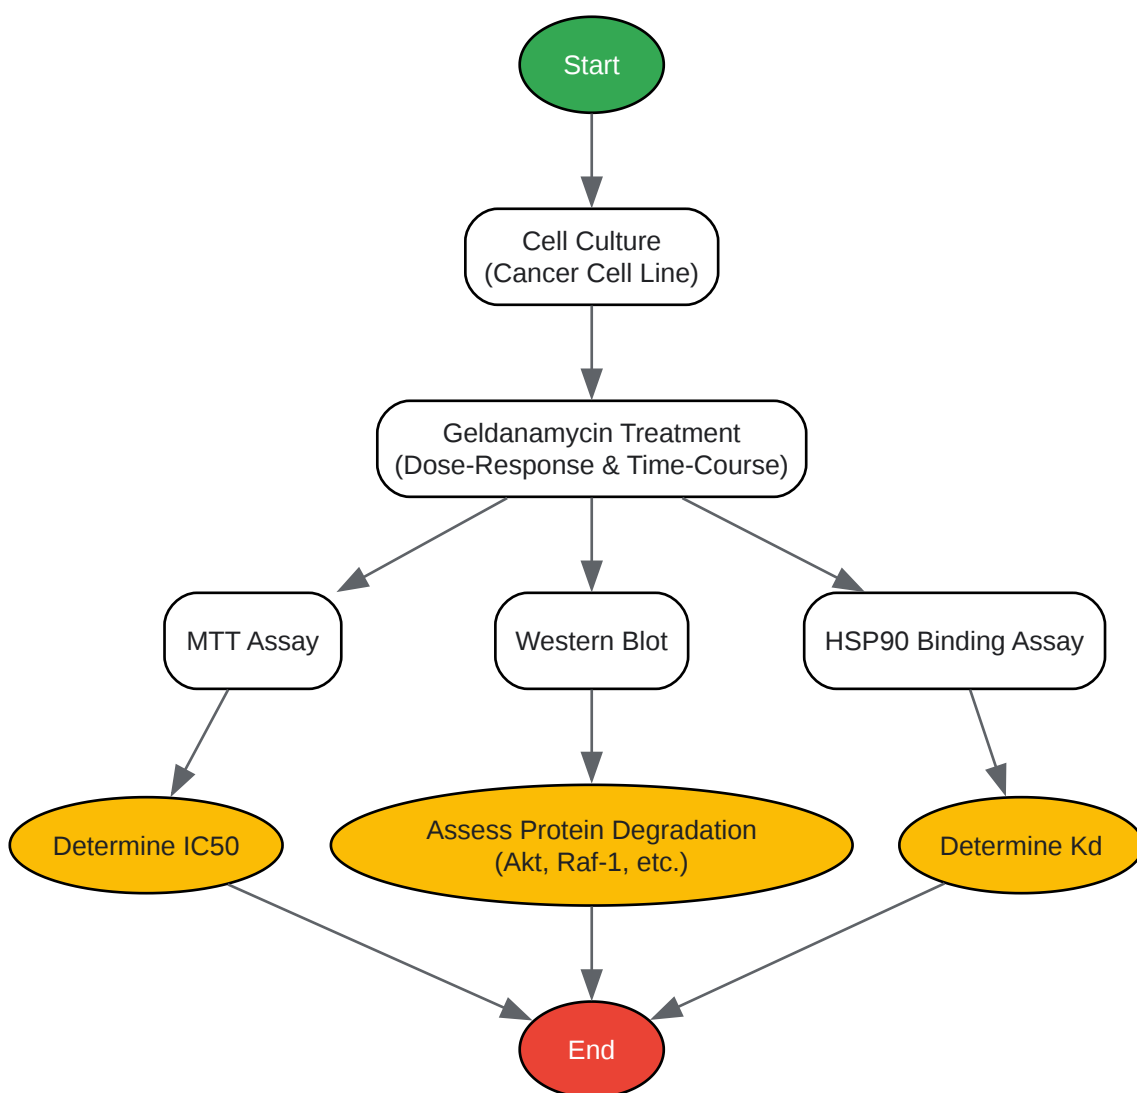 Start
Cell Culture
(Cancer Cell Line)
Geldanamycin Treatment
(Dose-Response & Time-Course)
MTT Assay
Western Blot
HSP90 Binding Assay
Determine IC50
Assess Protein Degradation
(Akt, Raf-1, etc.)
Determine Kd
End